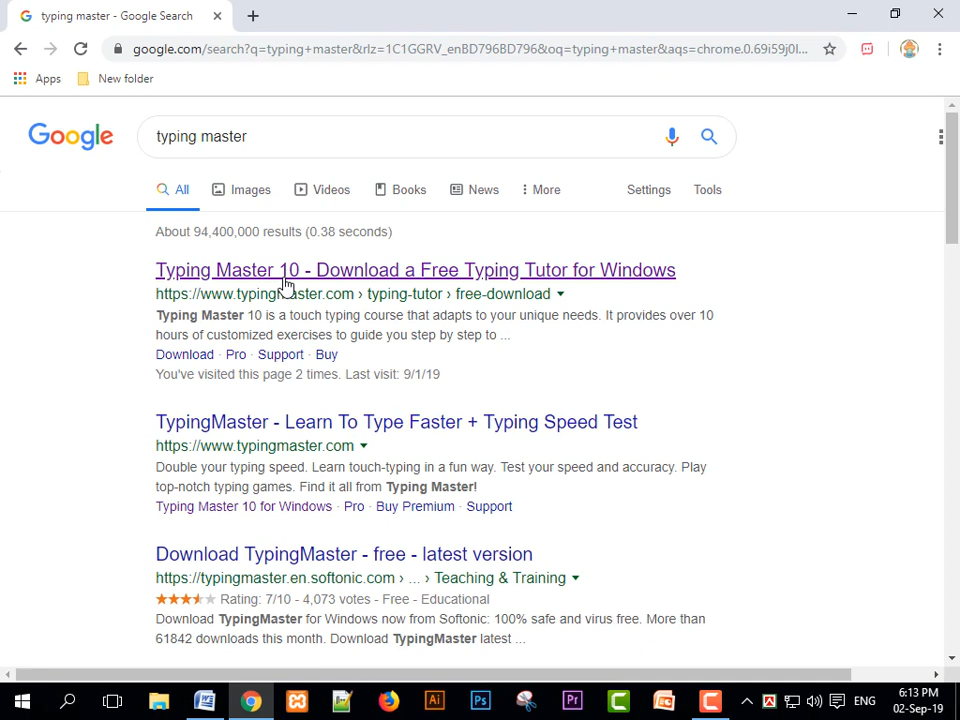 typing master - Google Search
google.com/search?q=typing+master&rlz=1C1GGRV_enBD796BD796&oq=typing+master&aqs=chrome.0.69i59j0l...
Apps New folder
Google typing master
All Images Videos Books News More Settings Tools
About 94,400,000 results (0.38 seconds)
Typing Master 10 - Download a Free Typing Tutor for Windows
https://www.typingmaster.com › typing-tutor › free-download
Typing Master 10 is a touch typing course that adapts to your unique needs. It provides over 10
hours of customized exercises to guide you step by step to ...
Download · Pro · Support · Buy
You've visited this page 2 times. Last visit: 9/1/19
TypingMaster - Learn To Type Faster + Typing Speed Test
https://www.typingmaster.com
Double your typing speed. Learn touch-typing in a fun way. Test your speed and accuracy. Play
top-notch typing games. Find it all from Typing Master!
Typing Master 10 for Windows · Pro · Buy Premium · Support
Download TypingMaster - free - latest version
https://typingmaster.en.softonic.com › ... › Teaching & Training
Rating: 7/10 - 4,073 votes - Free - Educational
Download TypingMaster for Windows now from Softonic: 100% safe and virus free. More than
61842 downloads this month. Download TypingMaster latest ...
Ai Ps Pr ENG 6:13 PM
02-Sep-19